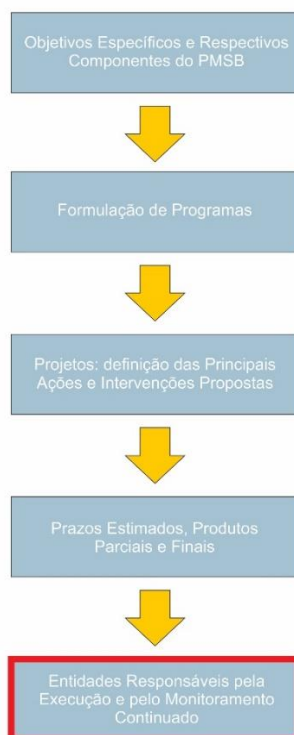 Objetivos Específicos e Respectivos
Componentes do PMSB
Formulação de Programas
Projetos: definição das Principais
Ações e Intervenções Propostas
Prazos Estimados, Produtos
Parciais e Finais
Entidades Responsáveis pela
Execução e pelo Monitoramento
Continuado